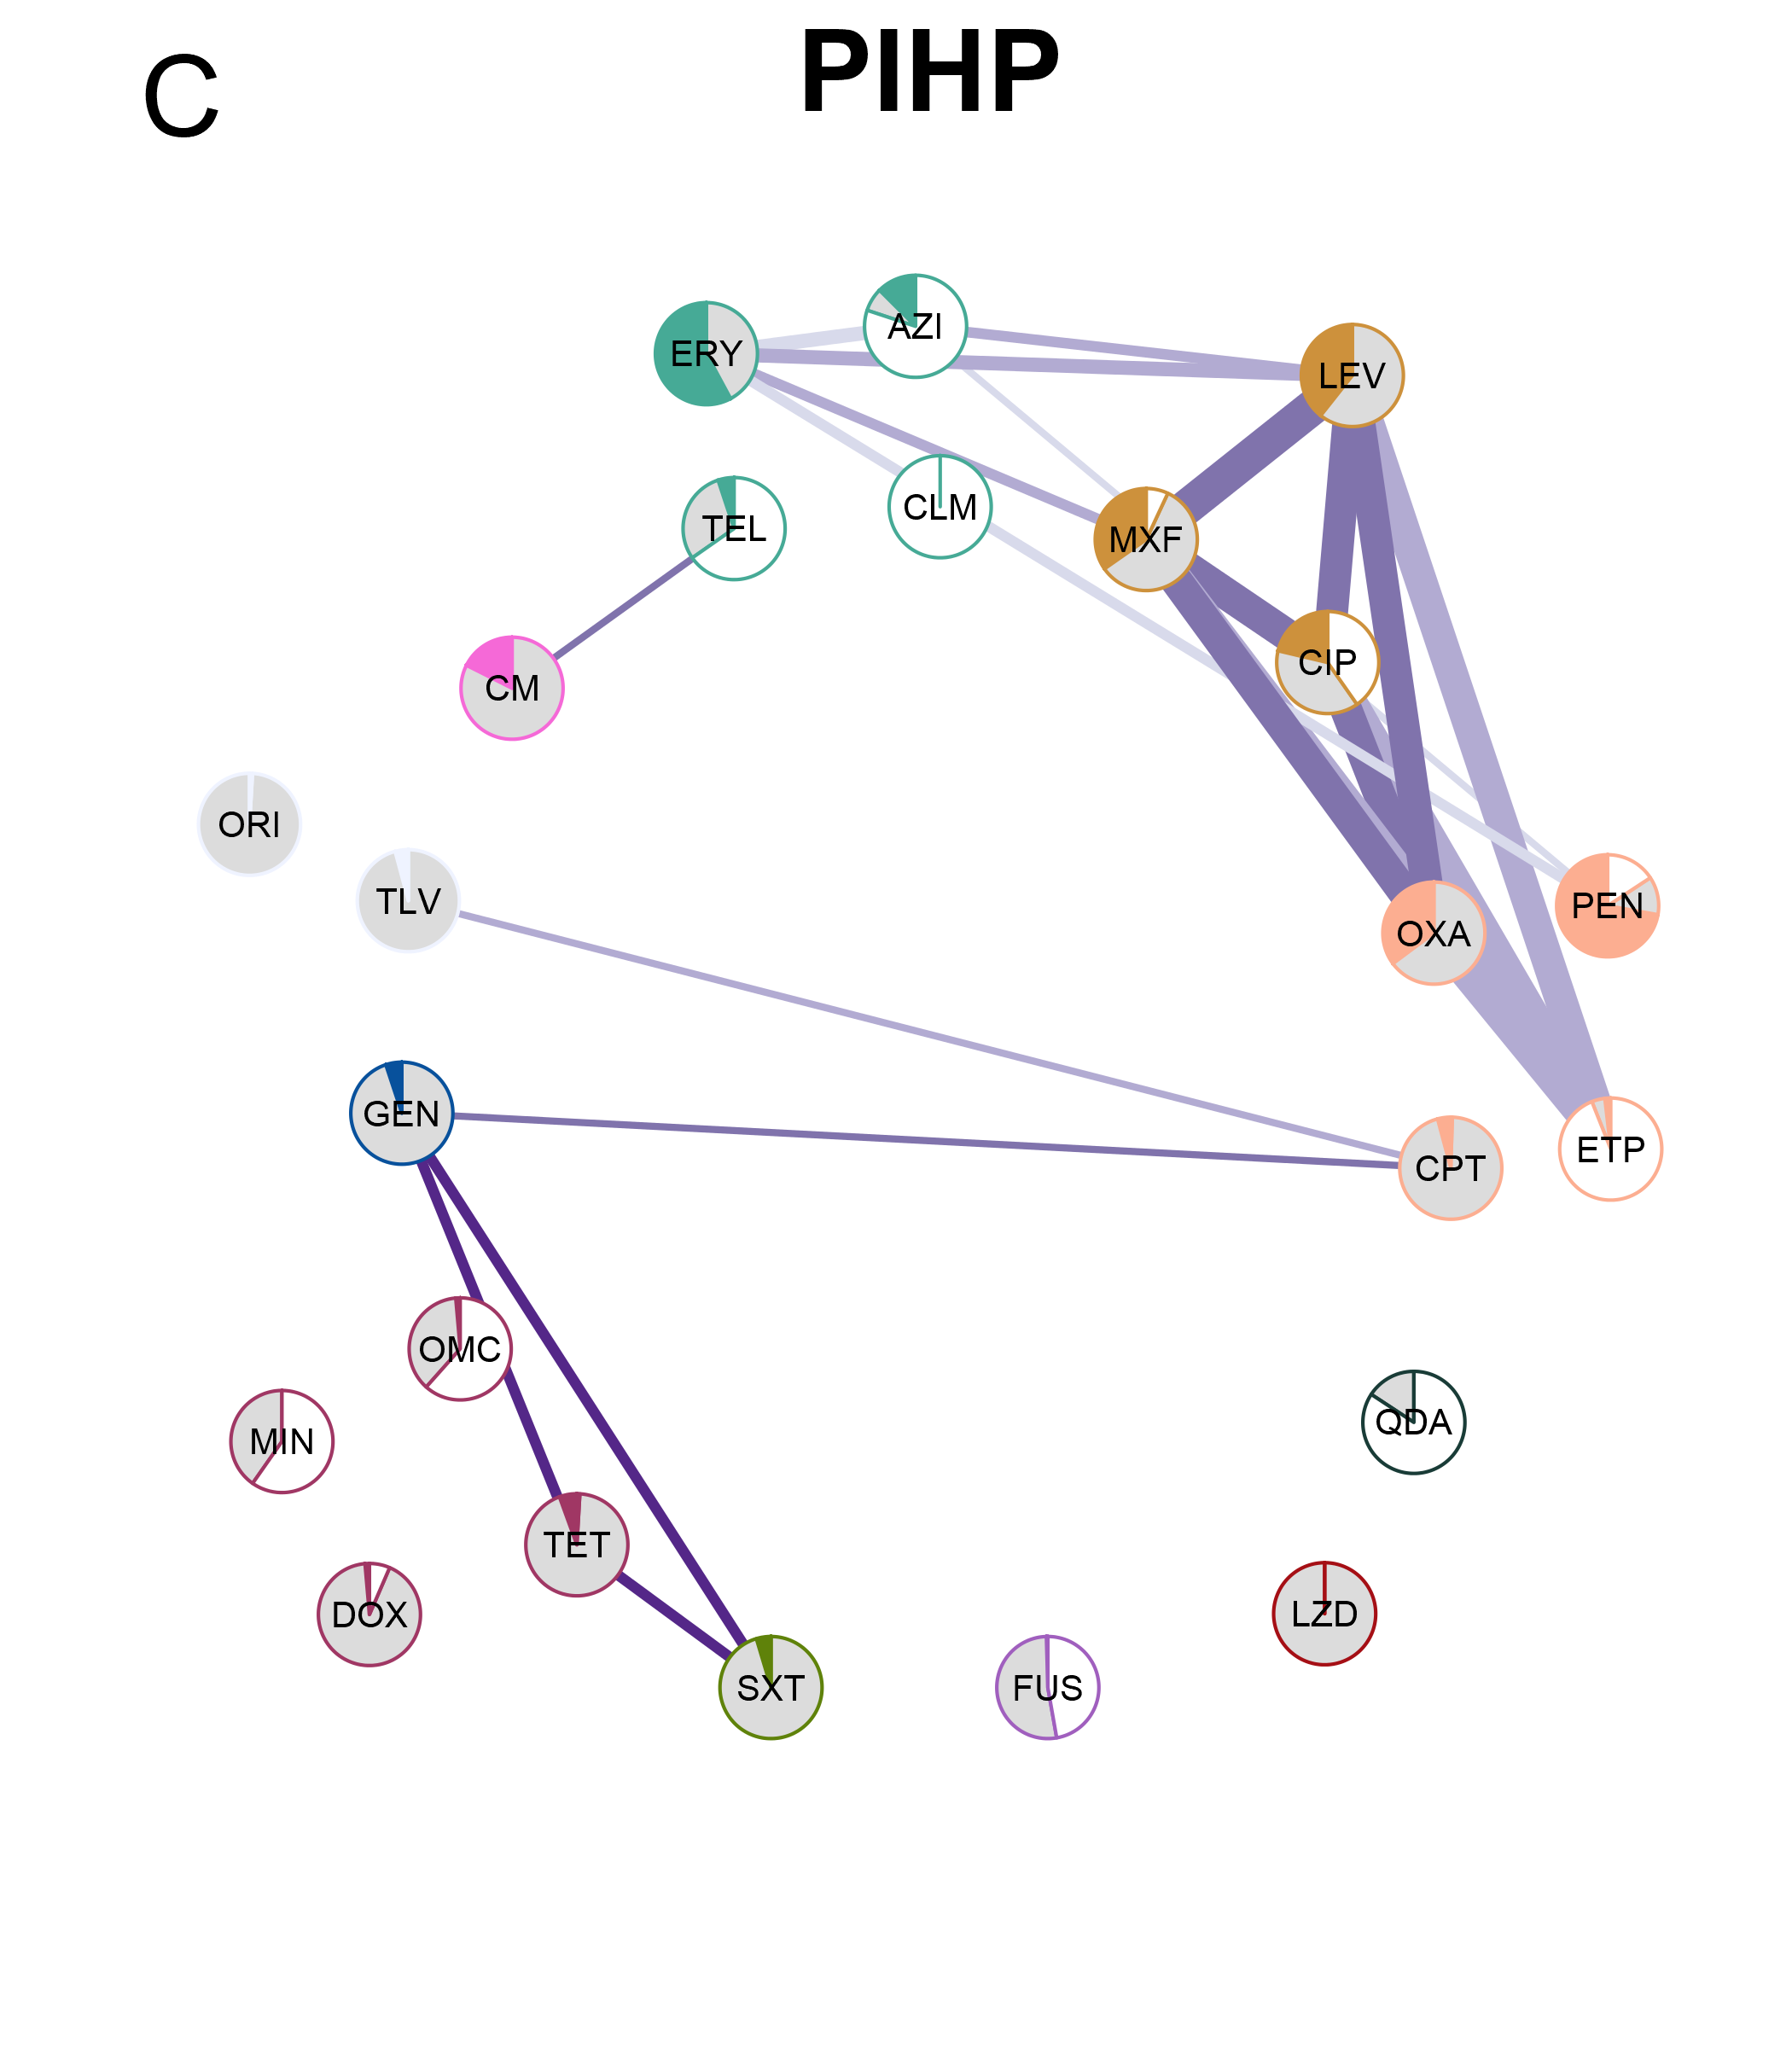 C
PIHP
AZI
ERY
LEV
CLM
TEL
MXF
CIP
CM
ORI
TLV
PEN
OXA
GEN
ETP
CPT
OMC
QDA
MIN
TET
DOX
LZD
SXT
FUS